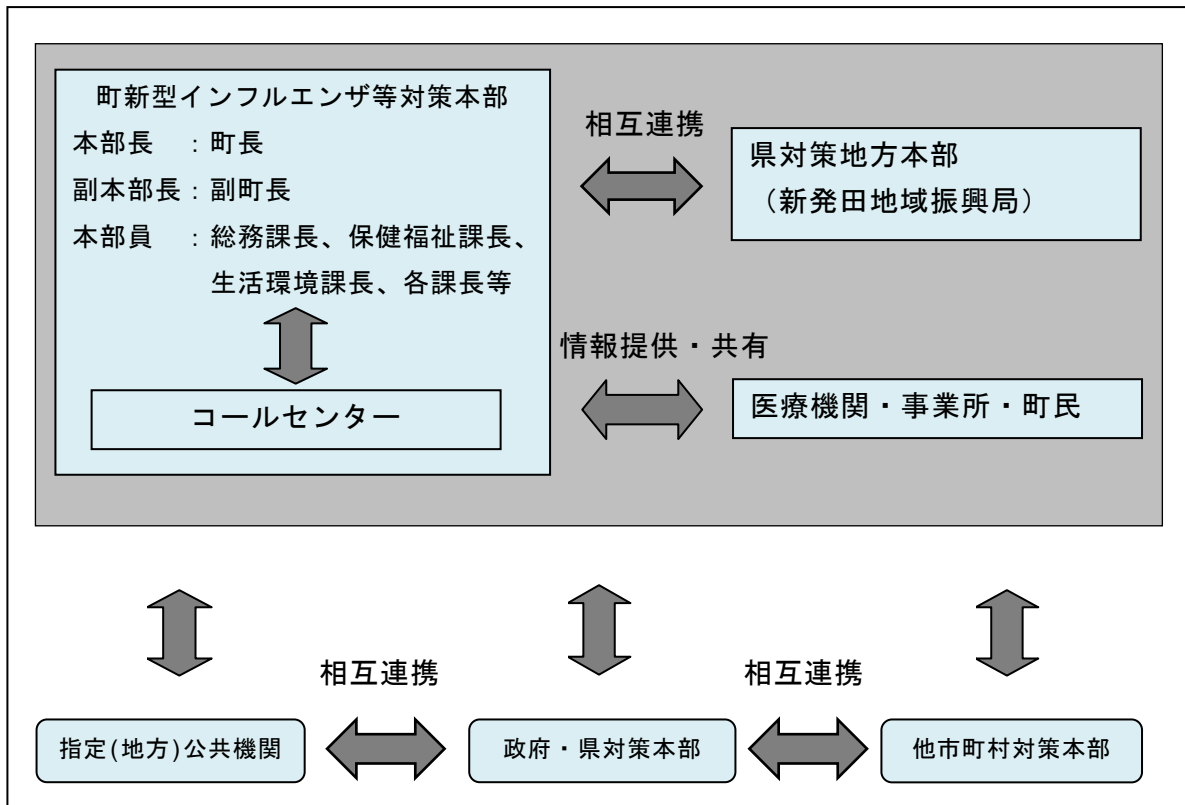 町新型インフルエンザ等対策本部
本部長 : 町長
副本部長 : 副町長
本部員 : 総務課長、保健福祉課長、
生活環境課長、各課長等
コールセンター
相互連携
県対策地方本部
(新発田地域振興局)
情報提供・共有
医療機関・事業所・町民
相互連携
相互連携
指定(地方)公共機関
政府・県対策本部
他市町村対策本部